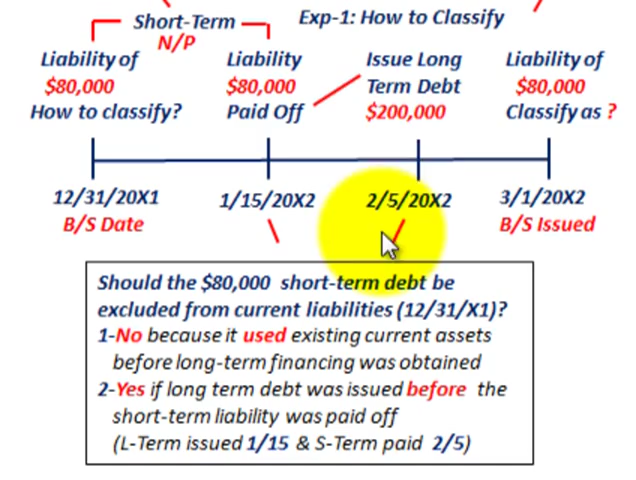 Exp-1: How to Classify
Short-Term
N/P
Liability of
$80,000
How to classify?
Liability
$80,000
Paid Off
Issue Long
Term Debt
$200,000
Liability of
$80,000
Classify as ?
12/31/20X1
B/S Date
1/15/20X2
2/5/20X2
3/1/20X2
B/S Issued
Should the $80,000 short-term debt be
excluded from current liabilities (12/31/X1)?
1-No because it used existing current assets
before long-term financing was obtained
2-Yes if long term debt was issued before the
short-term liability was paid off
(L-Term issued 1/15 & S-Term paid 2/5)